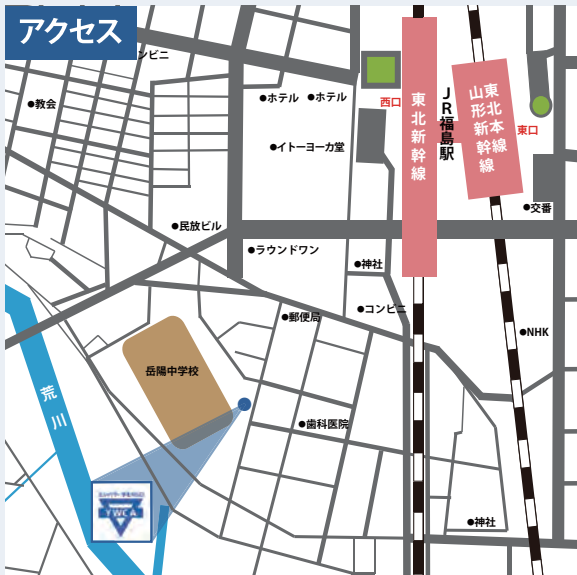 アクセス
ンビニ
●教会
●ホテル
●ホテル
西口
東北新幹線
JR福島駅
東北本線
山形新幹線
東口
●イトーヨーカ堂
●交番
●民放ビル
●ラウンドワン
●神社
●郵便局
●コンビニ
●NHK
岳陽中学校
荒川
●歯科医院
YWCA
●神社